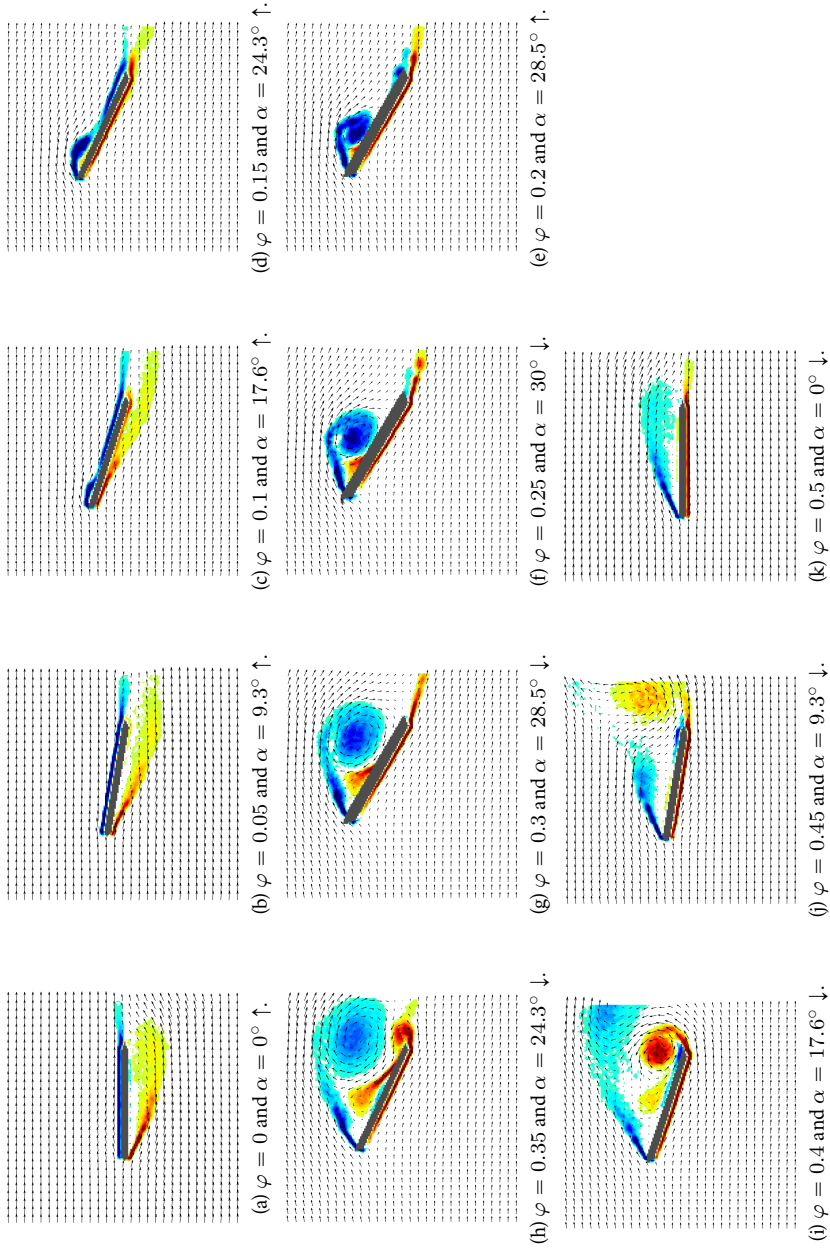 (a) φ = 0 and α = 0° ↑.
(b) φ = 0.05 and α = 9.3° ↑.
(c) φ = 0.1 and α = 17.6° ↑.
(d) φ = 0.15 and α = 24.3° ↑.
(h) φ = 0.35 and α = 24.3° ↓.
(g) φ = 0.3 and α = 28.5° ↓.
(f) φ = 0.25 and α = 30° ↓
(e) φ = 0.2 and α = 28.5° ↑.
(i) φ = 0.4 and α = 17.6° ↓.
(j) φ = 0.45 and α = 9.3° ↓.
(k) φ = 0.5 and α = 0° ↓